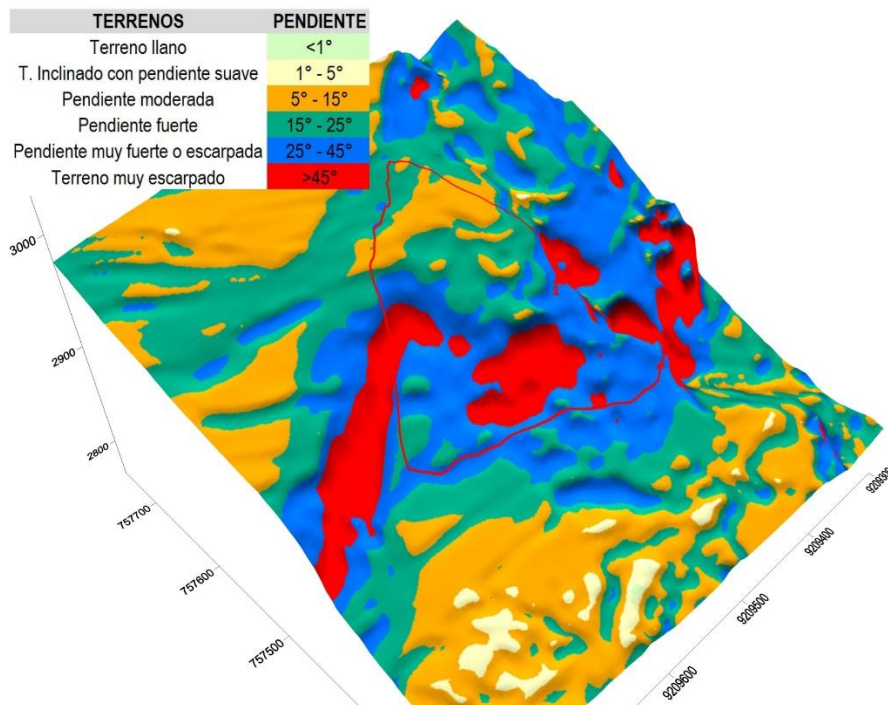 TERRENOS PENDIENTE
Terreno llano <1°
T. Inclinado con pendiente suave 1° - 5°
Pendiente moderada 5° - 15°
Pendiente fuerte 15° - 25°
Pendiente muy fuerte o escarpada 25° - 45°
Terreno muy escarpado >45°
3000
2900
2800
757700
757600
757500
9209300
9209400
9209500
9209600